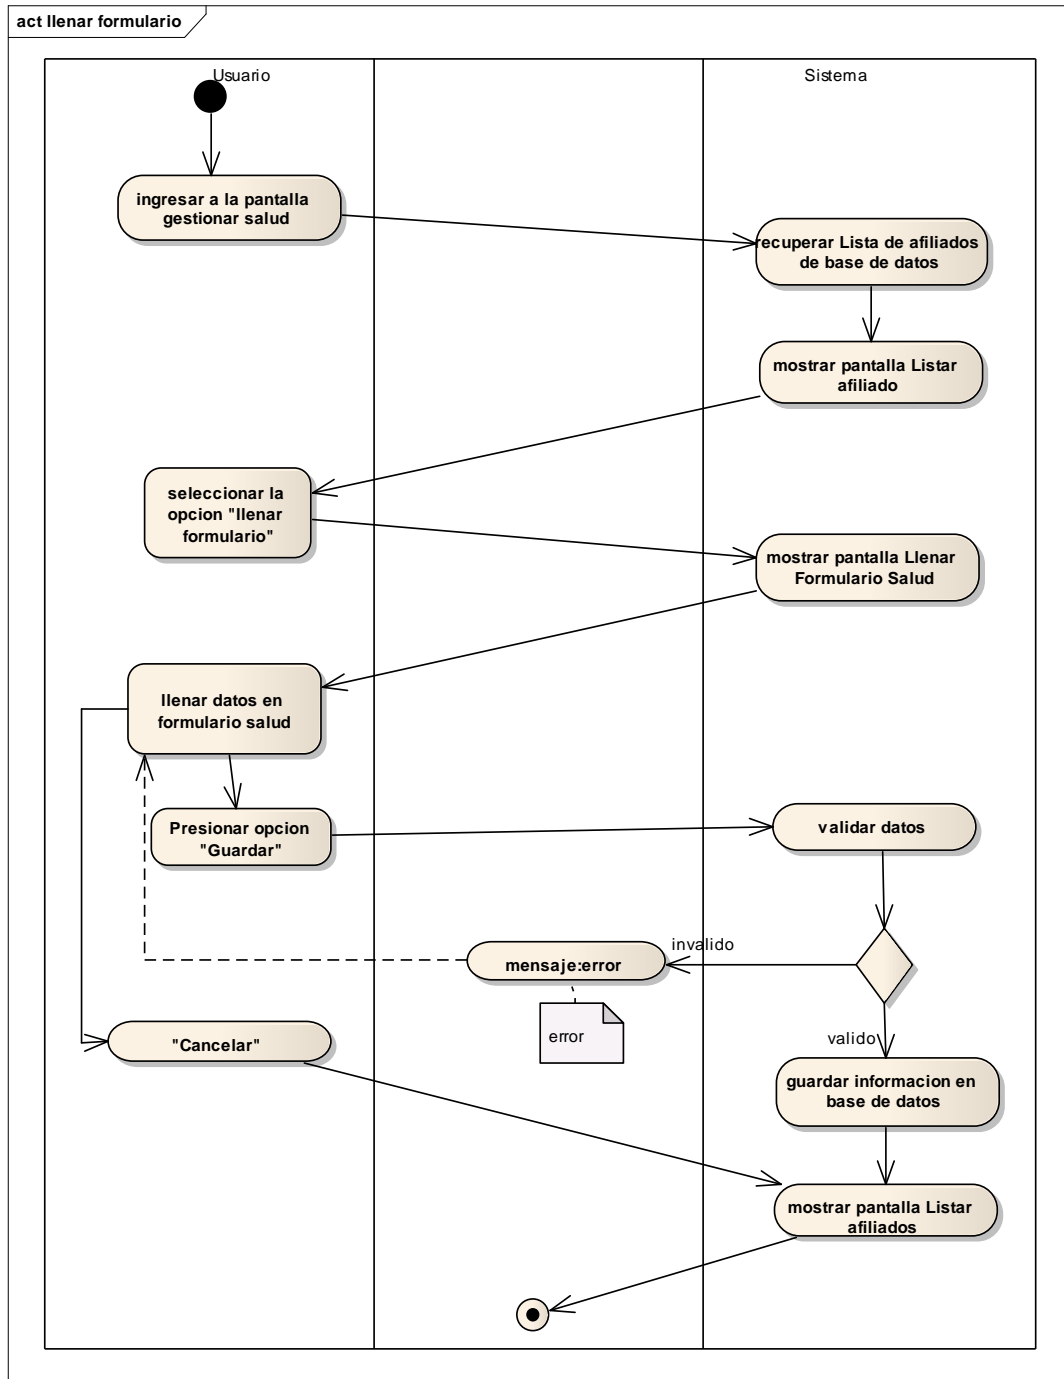 act llenar formulario
Usuario
Sistema
ingresar a la pantalla
gestionar salud
recuperar Lista de afiliados
de base de datos
mostrar pantalla Listar
afiliado
seleccionar la
opcion "llenar
formulario"
mostrar pantalla Llenar
Formulario Salud
llenar datos en
formulario salud
Presionar opcion
"Guardar"
validar datos
invalido
mensaje:error
error
valido
"Cancelar"
guardar informacion en
base de datos
mostrar pantalla Listar
afiliados